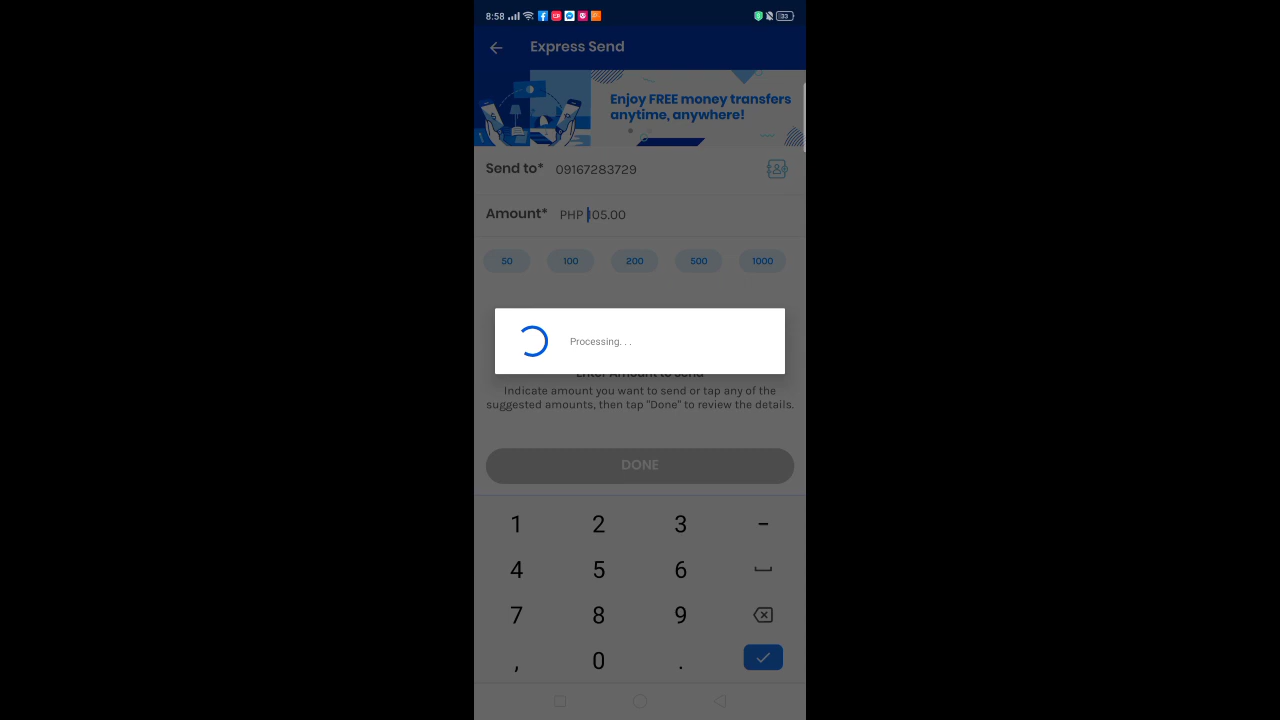 8:58
33
Express Send
Enjoy FREE money transfers
anytime, anywhere!
Send to* 09167283729
Amount* PHP 105.00
50 100 200 500 1000
Processing. . .
Enter Amount to Send
Indicate amount you want to send or tap any of the
suggested amounts, then tap "Done" to review the details.
DONE
1 2 3 -
4 5 6
7 8 9
, 0 .